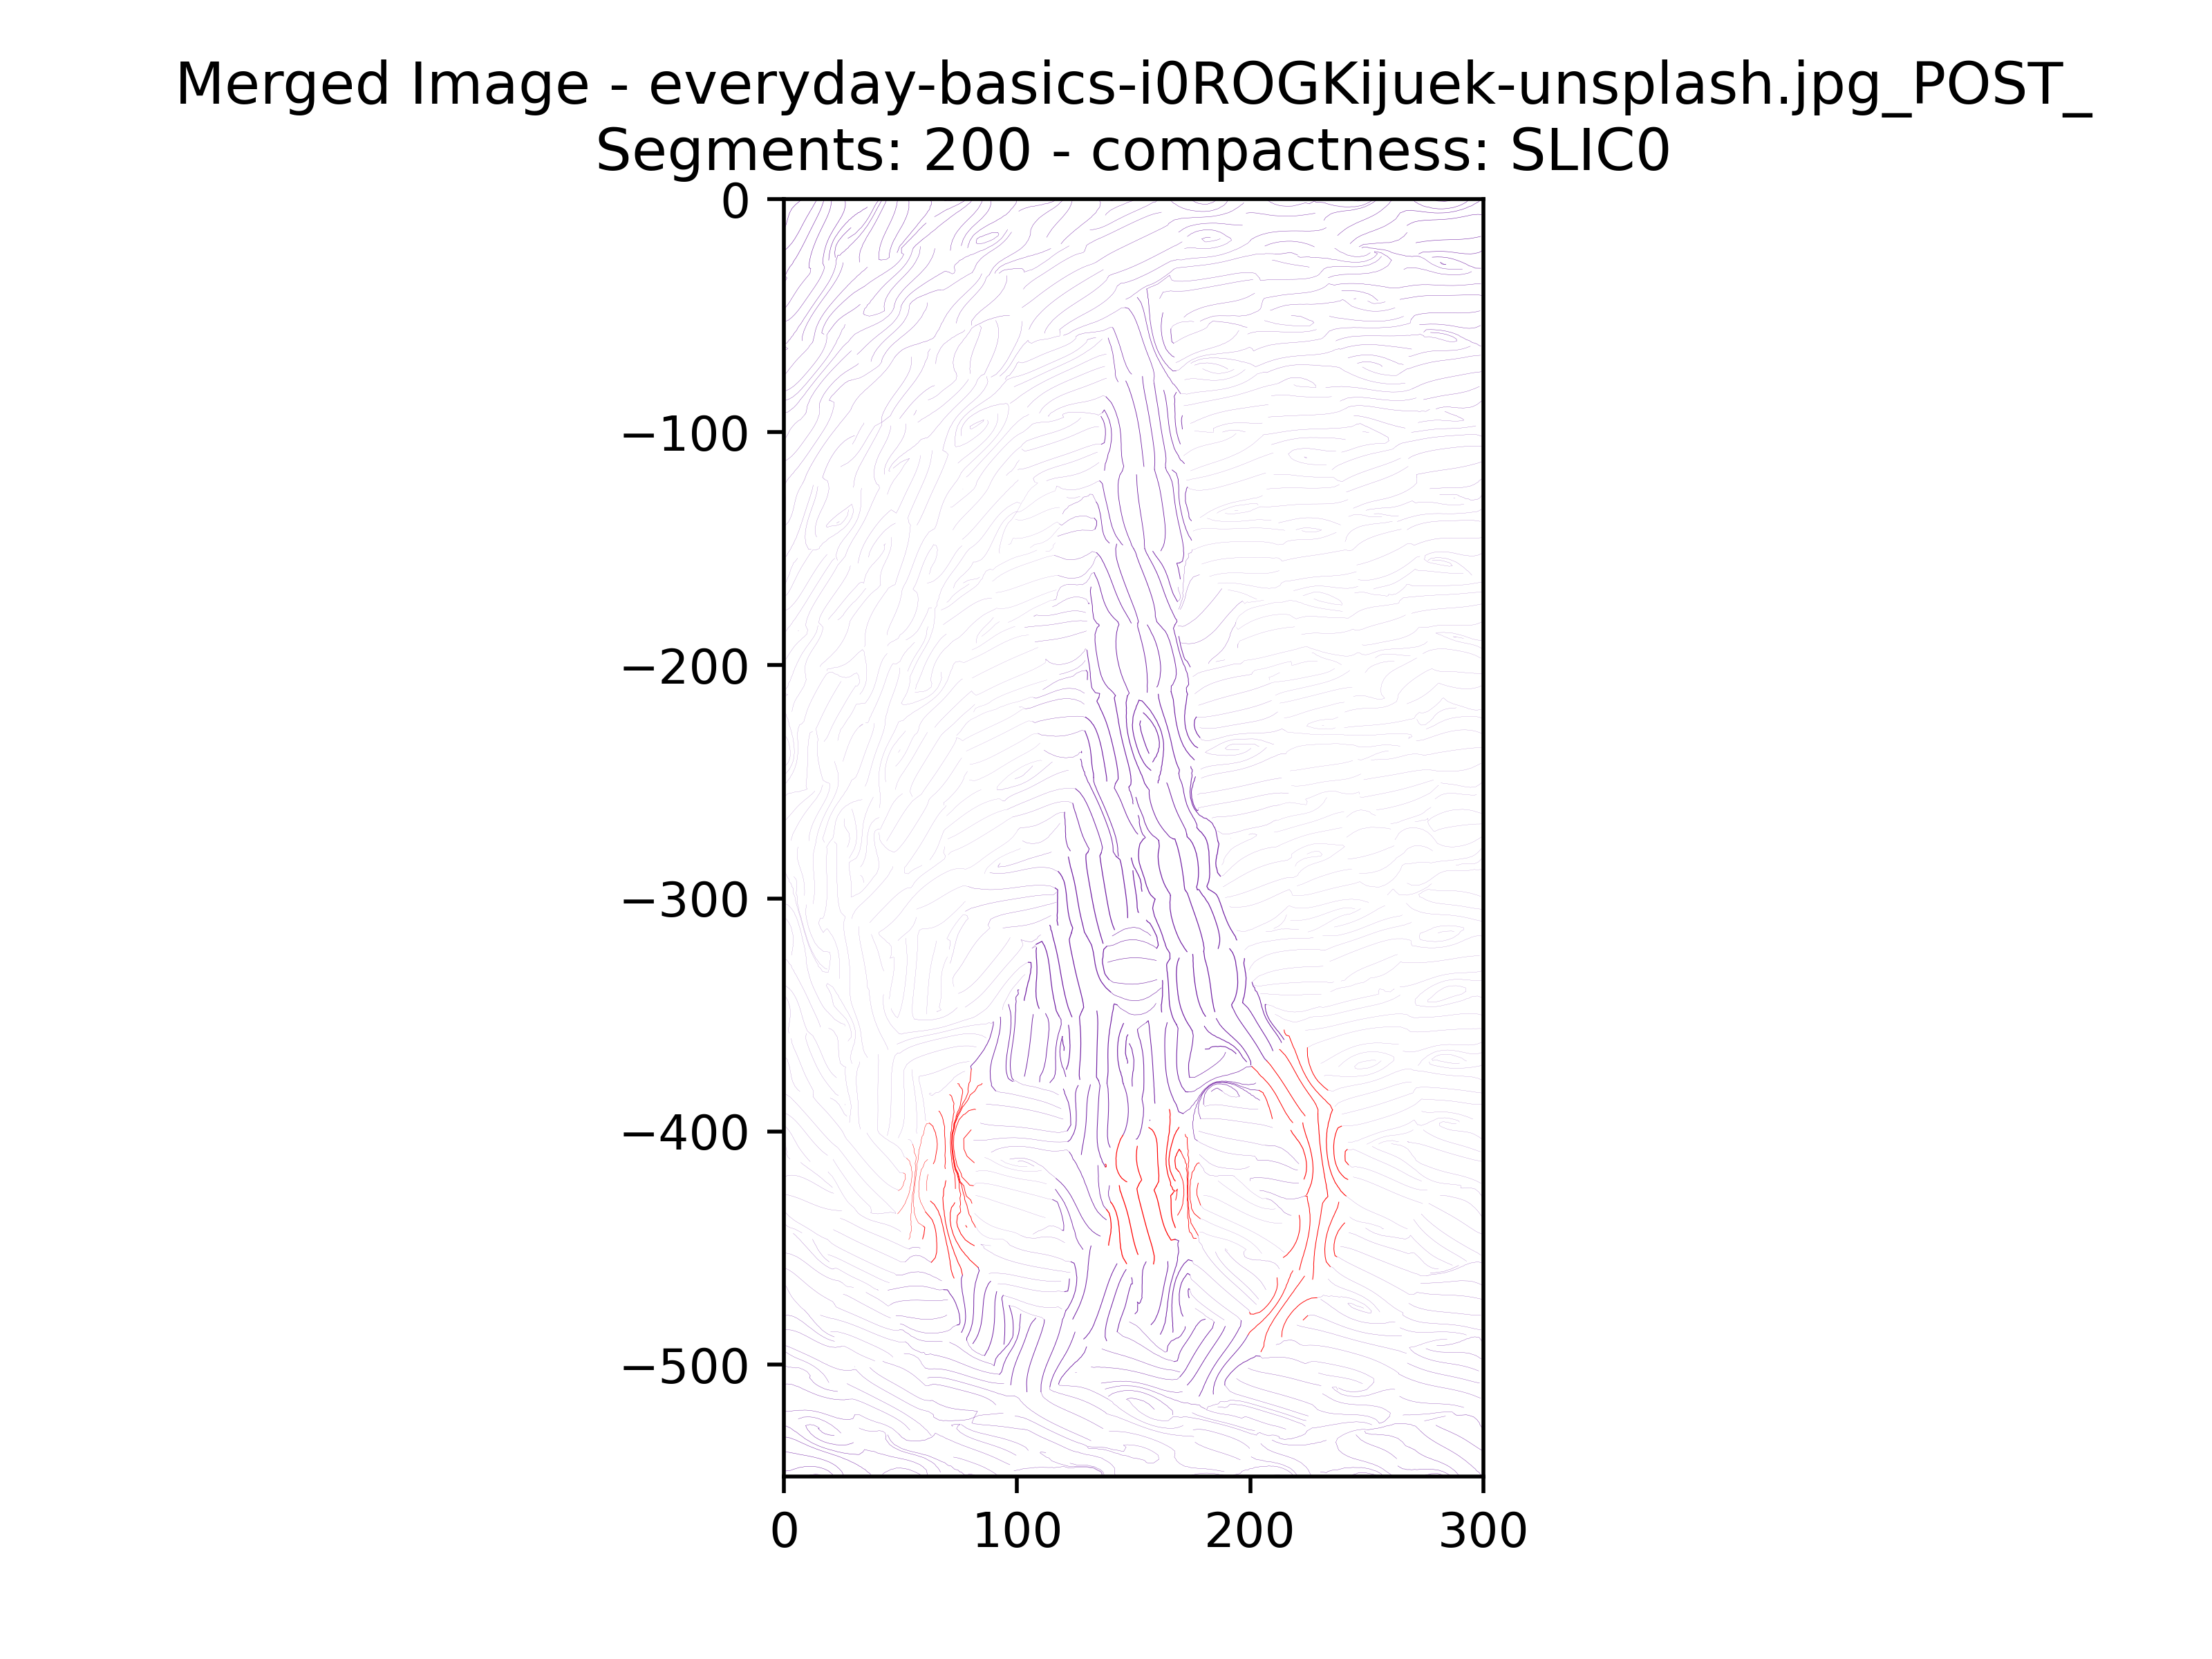 Merged Image - everyday-basics-i0ROGKijuek-unsplash.jpg_POST_
Segments: 200 - compactness: SLIC0
0
−100
−200
−300
−400
−500
0 100 200 300